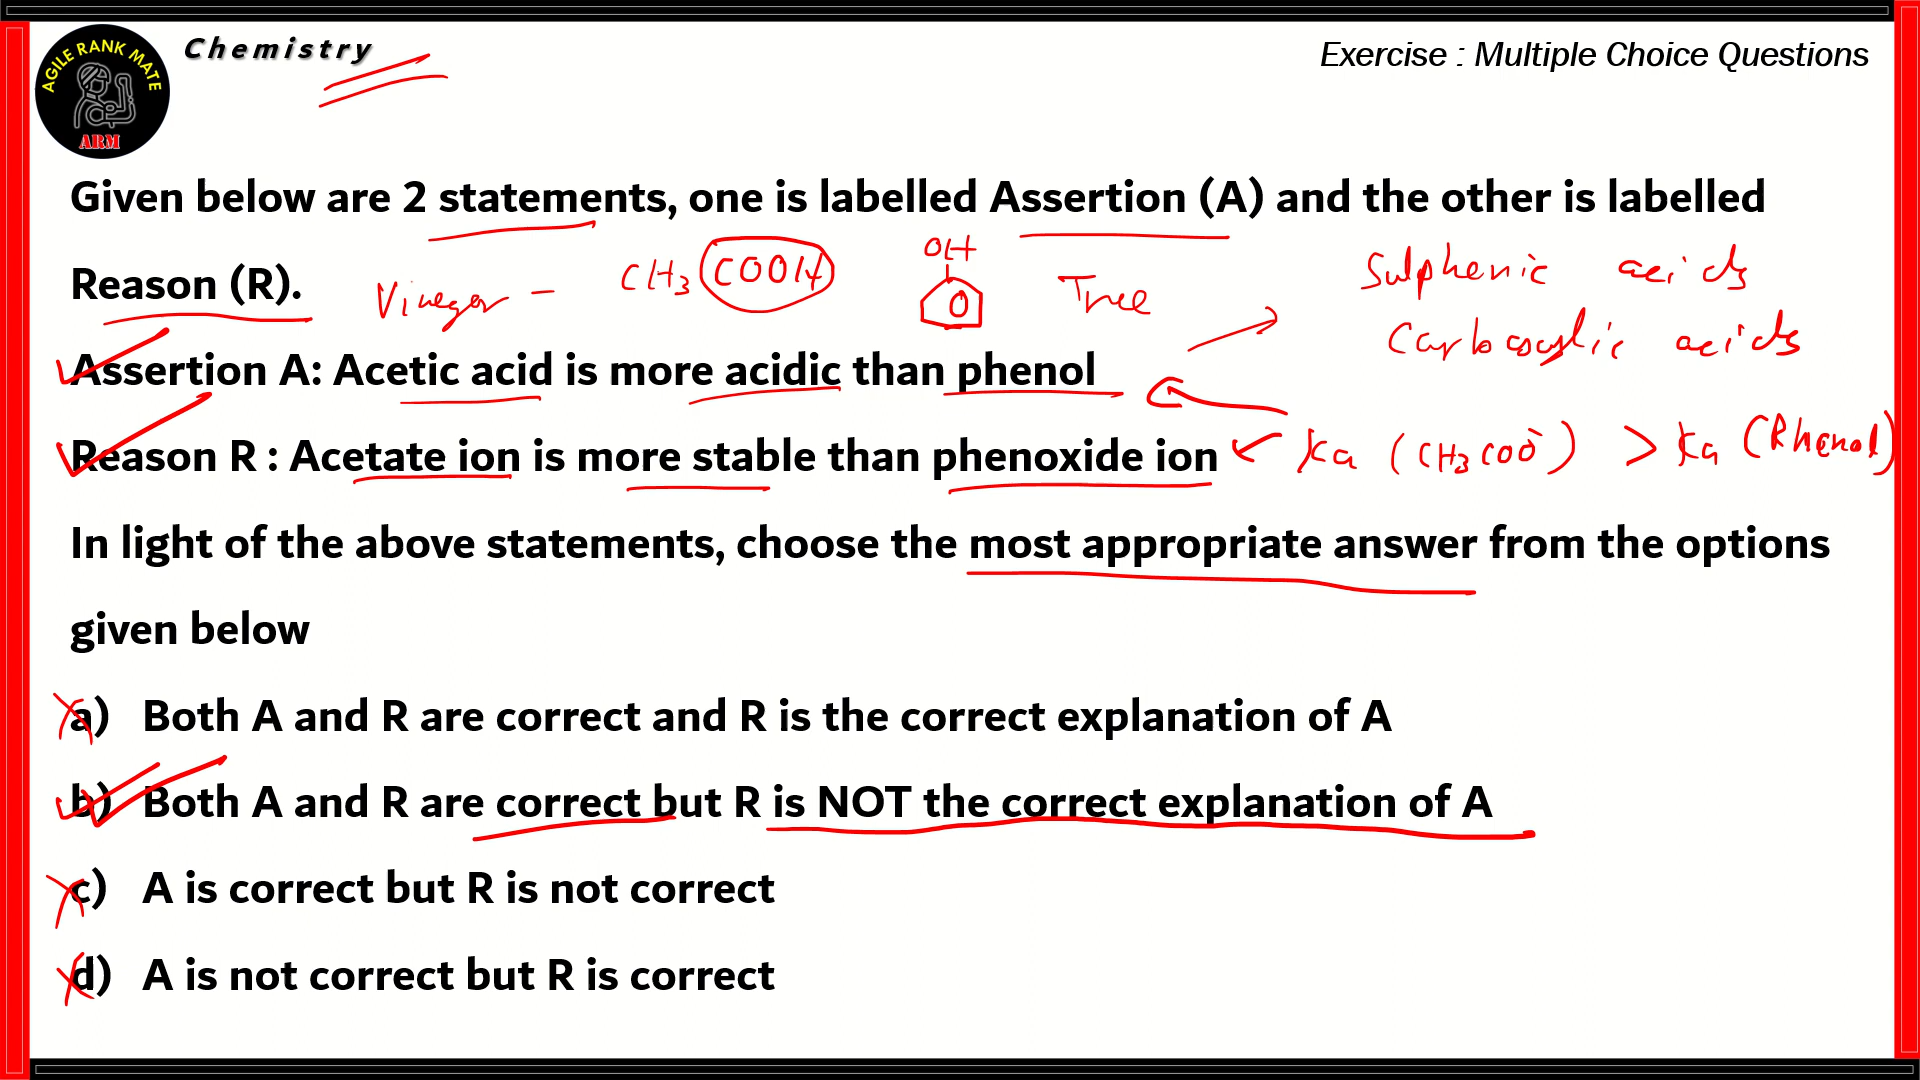 AGILE RANK MATE
ARM
Chemistry
Exercise : Multiple Choice Questions
Given below are 2 statements, one is labelled Assertion (A) and the other is labelled
Reason (R).
Vinegar - CH3 COOH
OH
Tree
Sulphenic acids
Carboxylic acids
Assertion A: Acetic acid is more acidic than phenol
Reason R : Acetate ion is more stable than phenoxide ion
Ka (CH3COO-) > Ka (Phenol)
In light of the above statements, choose the most appropriate answer from the options
given below
a) Both A and R are correct and R is the correct explanation of A
b) Both A and R are correct but R is NOT the correct explanation of A
c) A is correct but R is not correct
d) A is not correct but R is correct